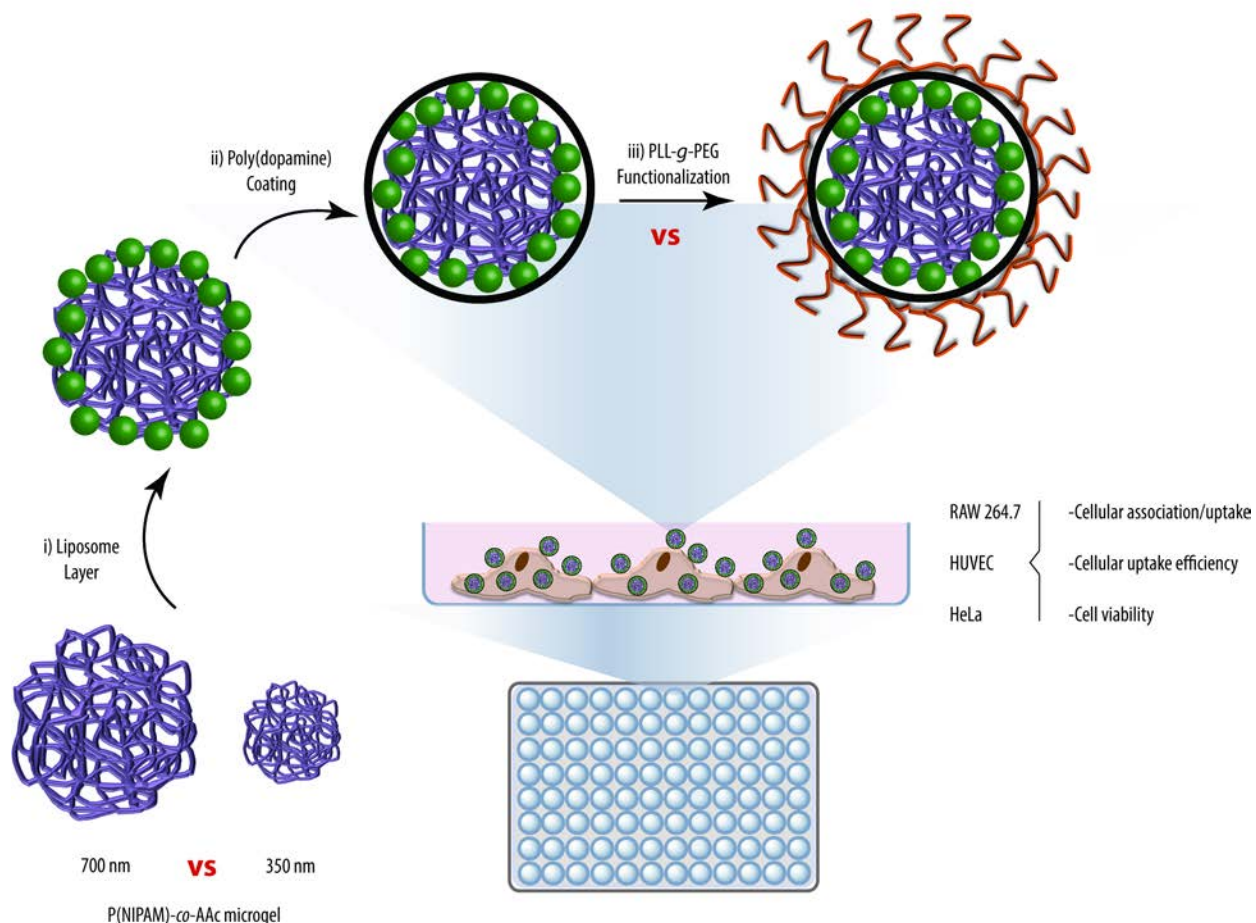 ii) Poly(dopamine)
Coating
iii) PLL-g-PEG
Functionalization
vs
i) Liposome
Layer
RAW 264.7
HUVEC
HeLa
-Cellular association/uptake
-Cellular uptake efficiency
-Cell viability
700 nm
vs
350 nm
P(NIPAM)-co-AAc microgel